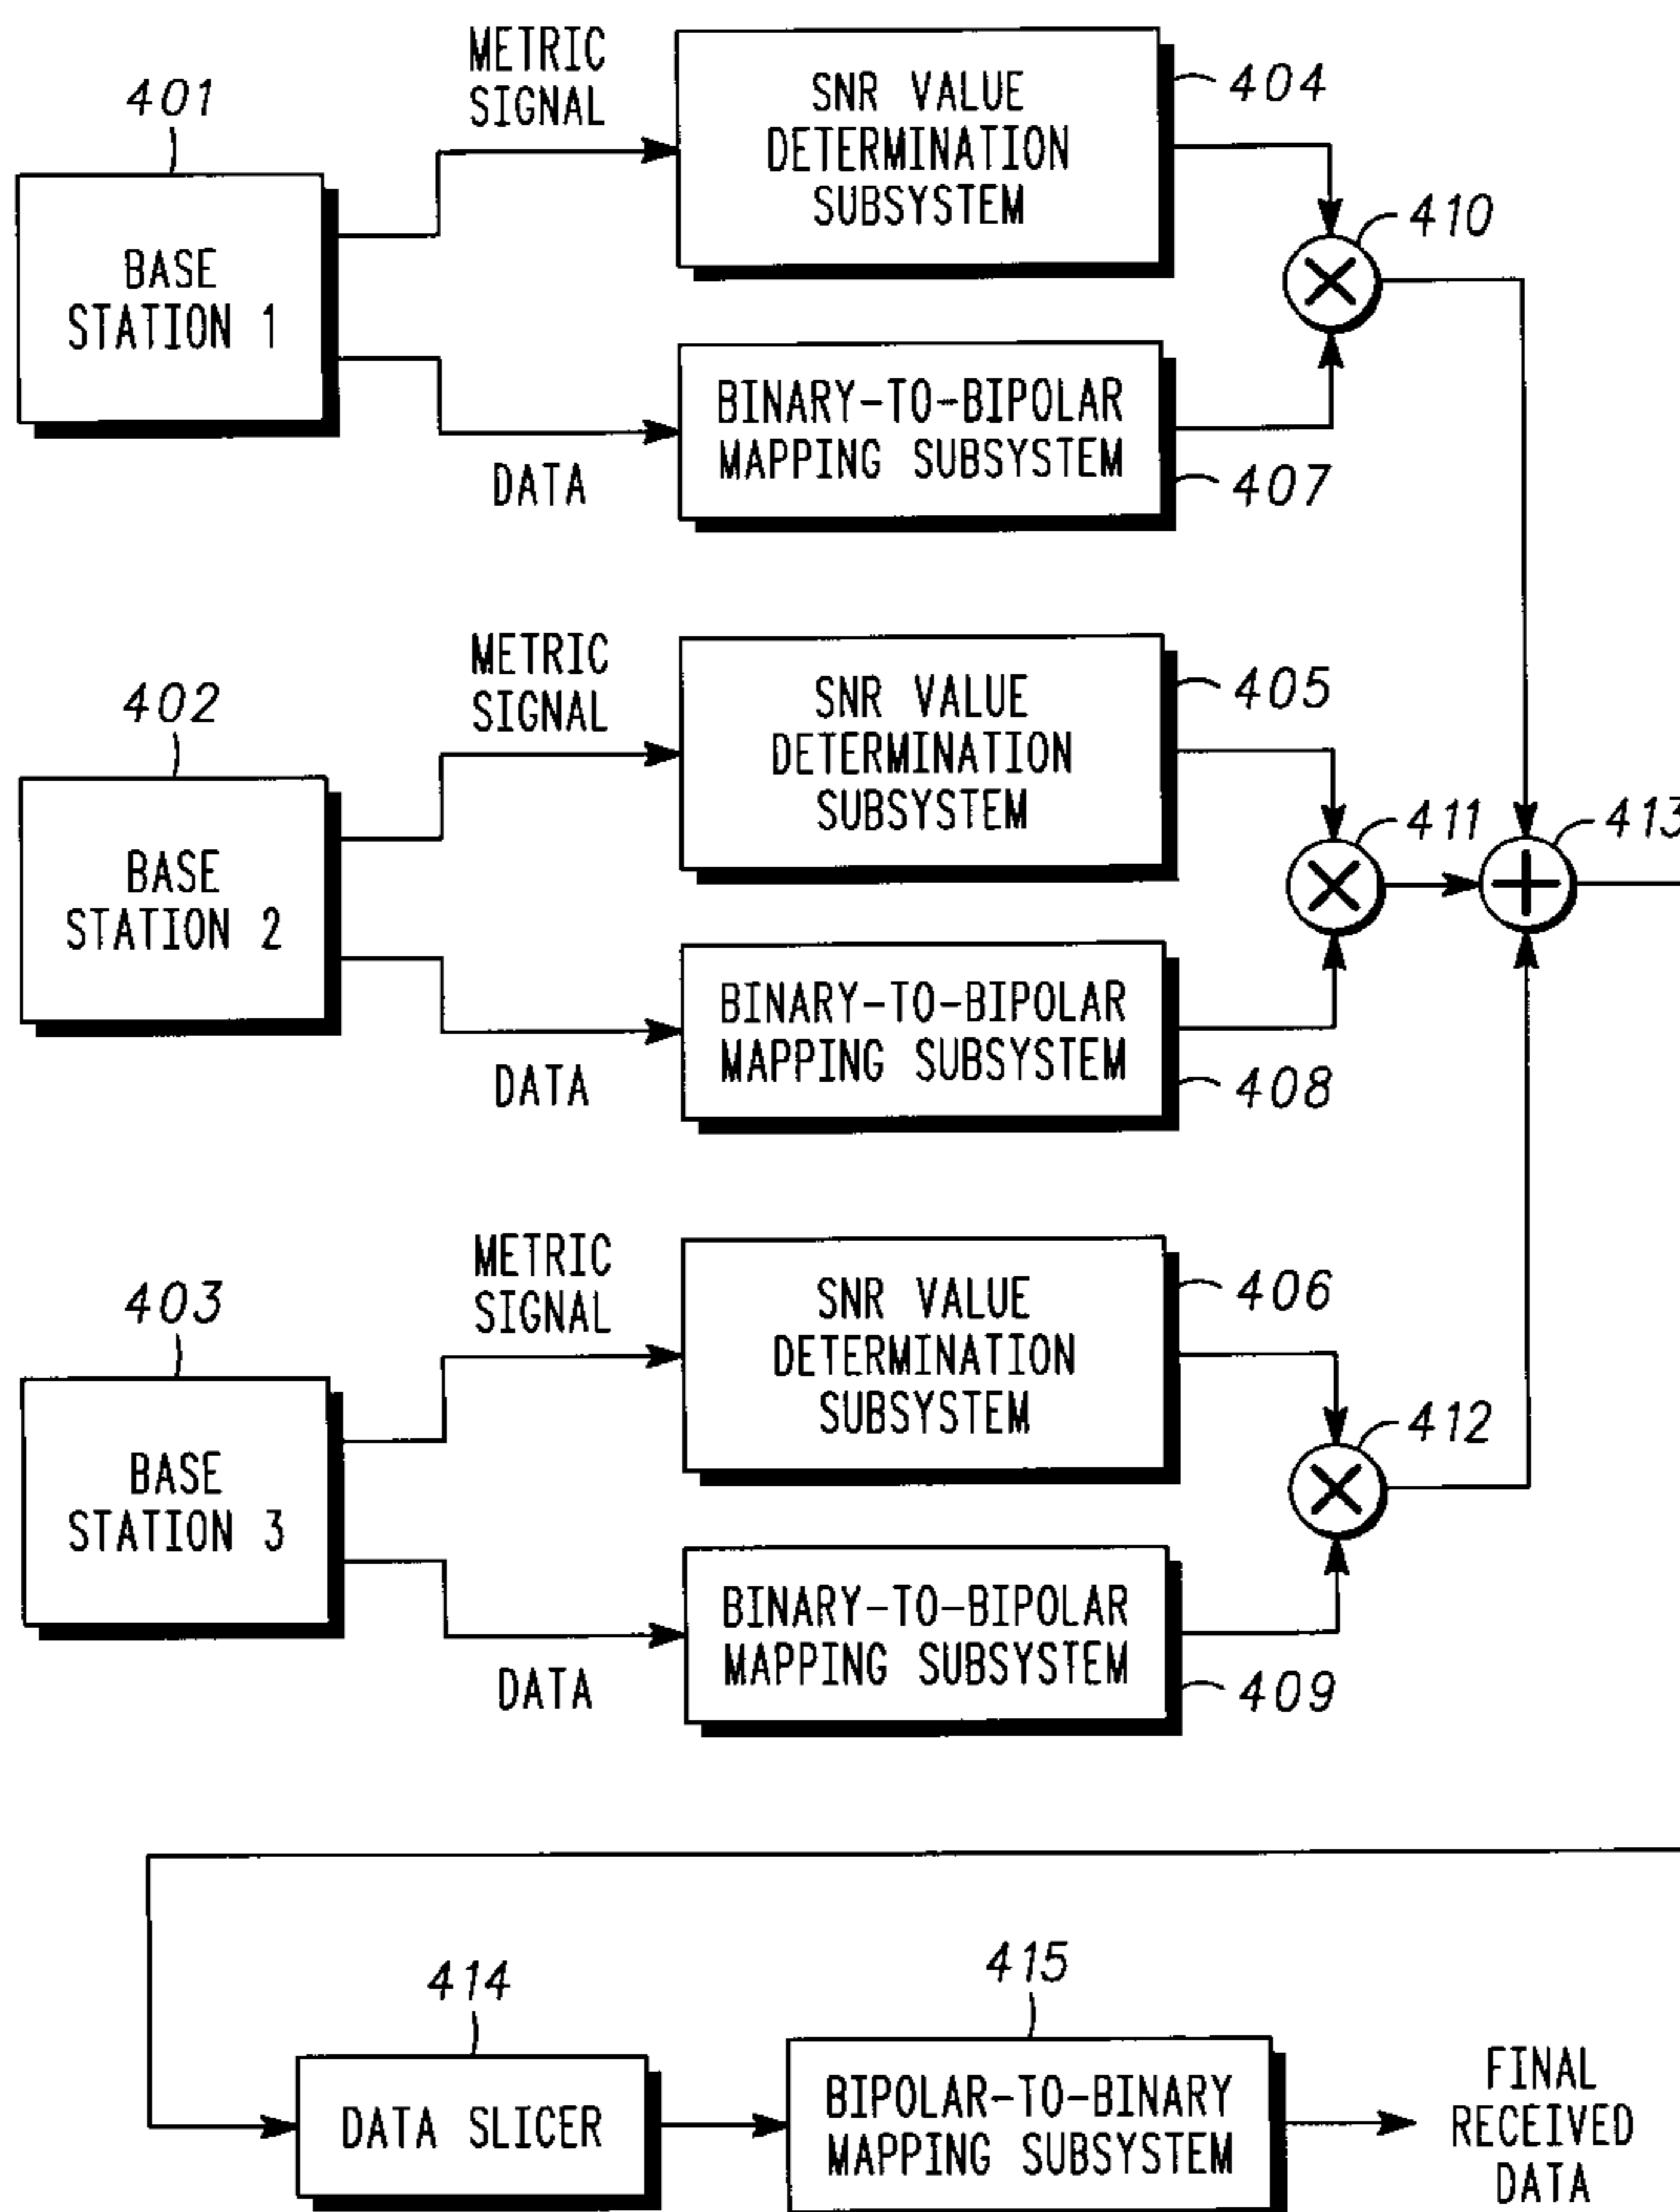 401
METRIC
SIGNAL
SNR VALUE
DETERMINATION
SUBSYSTEM
404
BASE
STATION 1
410
DATA
BINARY-TO-BIPOLAR
MAPPING SUBSYSTEM
407
402
METRIC
SIGNAL
SNR VALUE
DETERMINATION
SUBSYSTEM
405
BASE
STATION 2
411
413
DATA
BINARY-TO-BIPOLAR
MAPPING SUBSYSTEM
408
403
METRIC
SIGNAL
SNR VALUE
DETERMINATION
SUBSYSTEM
406
BASE
STATION 3
412
DATA
BINARY-TO-BIPOLAR
MAPPING SUBSYSTEM
409
414
DATA SLICER
415
BIPOLAR-TO-BINARY
MAPPING SUBSYSTEM
FINAL
RECEIVED
DATA